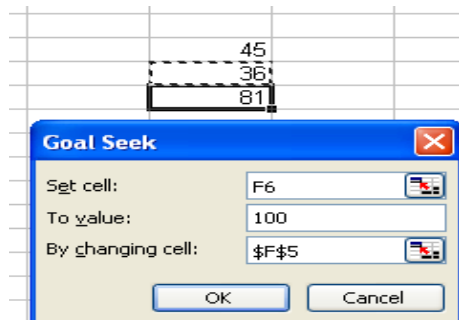 45
36
81
Goal Seek
Set cell: F6
To value: 100
By changing cell: $F$5
OK Cancel